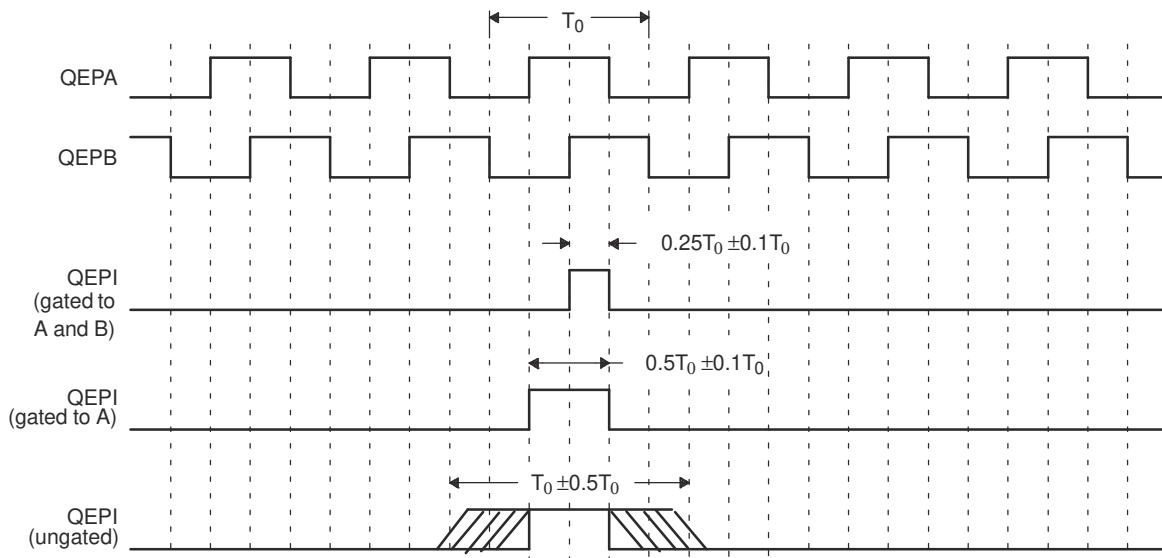 T0
QEPA
QEPB
0.25T0 ±0.1T0
QEPI
(gated to
A and B)
0.5T0 ±0.1T0
QEPI
(gated to A)
T0 ±0.5T0
QEPI
(ungated)